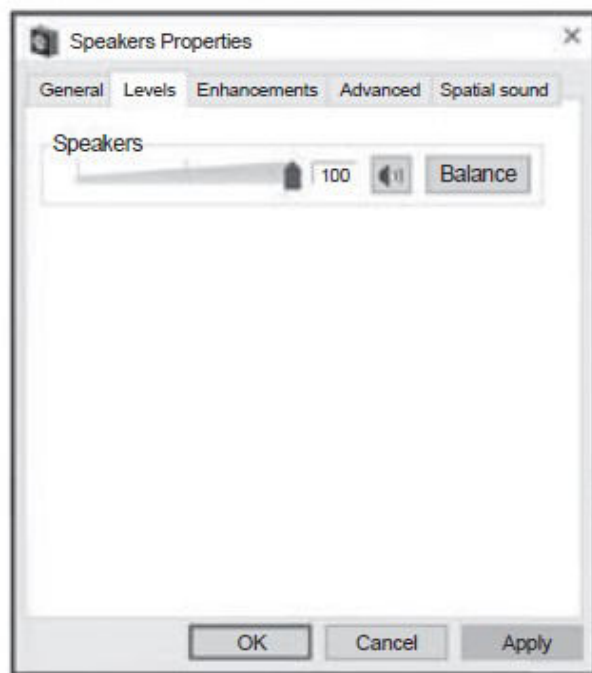 Speakers Properties
General Levels Enhancements Advanced Spatial sound
Speakers
100 Balance
OK Cancel Apply